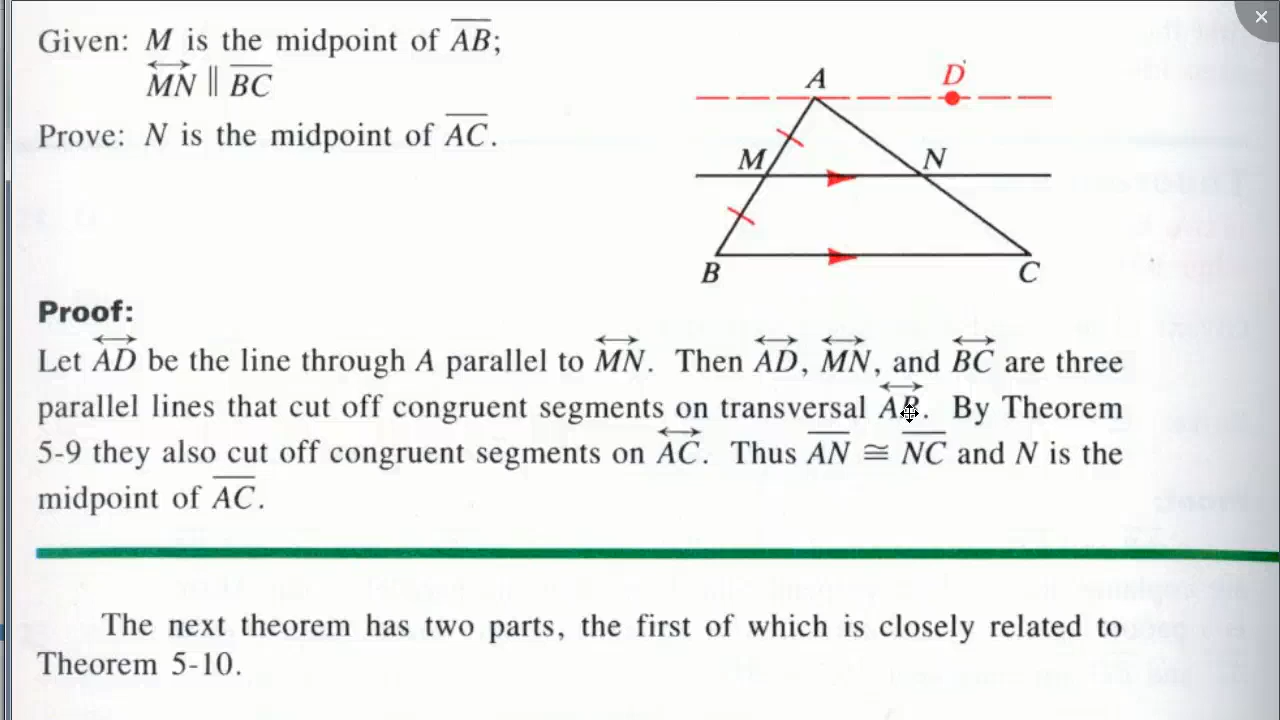 Given: M is the midpoint of AB;
MN ∥ BC
Prove: N is the midpoint of AC.
A
D
M
N
B
C
Proof:
Let AD be the line through A parallel to MN. Then AD, MN, and BC are three
parallel lines that cut off congruent segments on transversal AB. By Theorem
5-9 they also cut off congruent segments on AC. Thus AN ≅ NC and N is the
midpoint of AC.
The next theorem has two parts, the first of which is closely related to
Theorem 5-10.